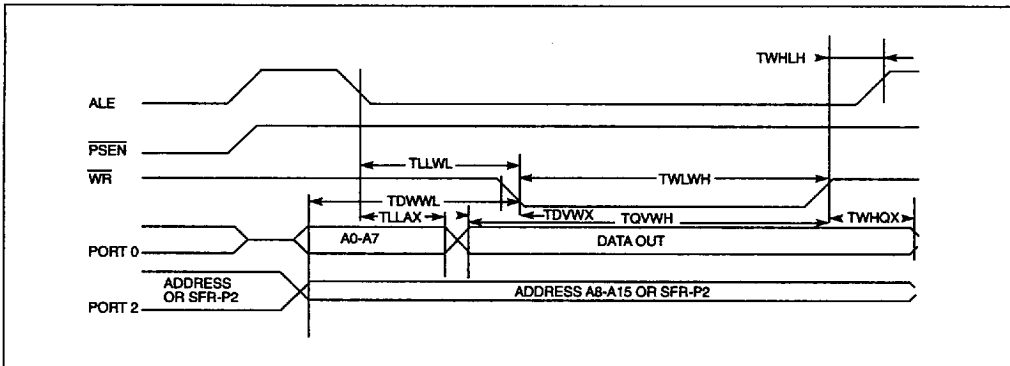 TWHLH
ALE
PSEN
TLLWL
WR
TWLWH
TDWWL
TLLAX
TDVWX
TQVWH
TWHQX
PORT 0
A0-A7
DATA OUT
ADDRESS
OR SFR-P2
PORT 2
ADDRESS A8-A15 OR SFR-P2